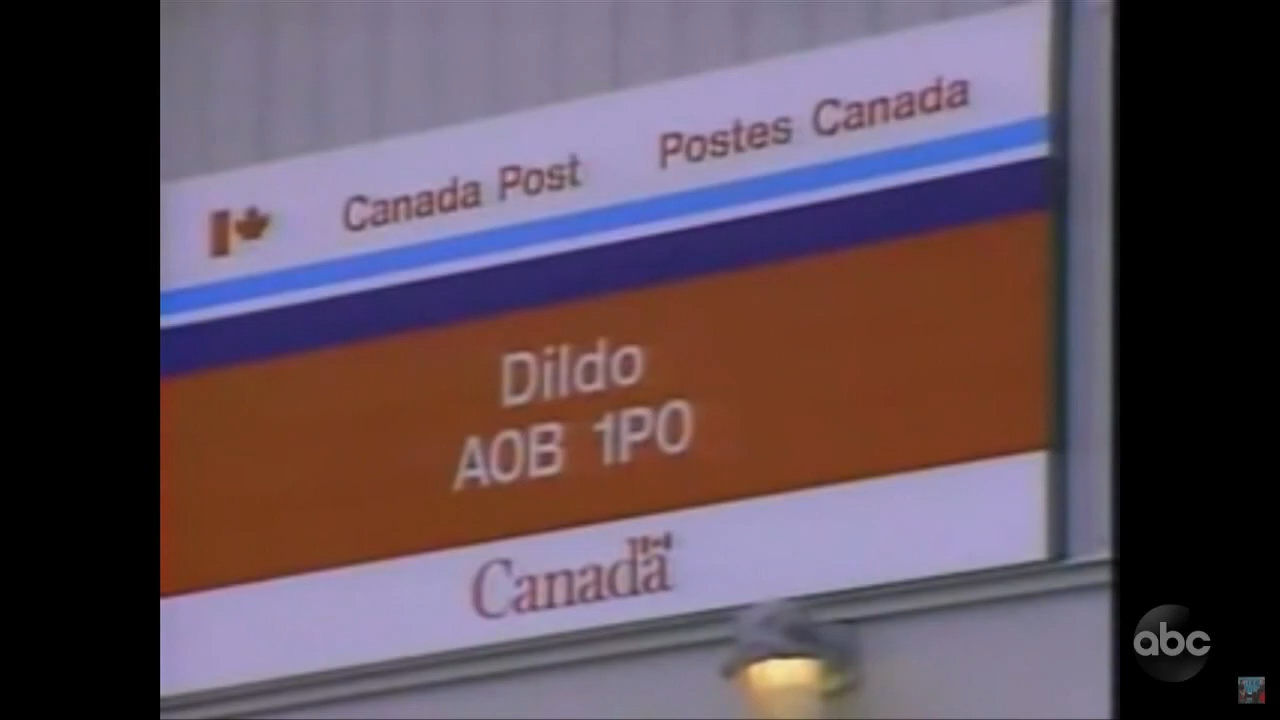 Canada Post Postes Canada
Dildo
A0B 1P0
Canada
abc